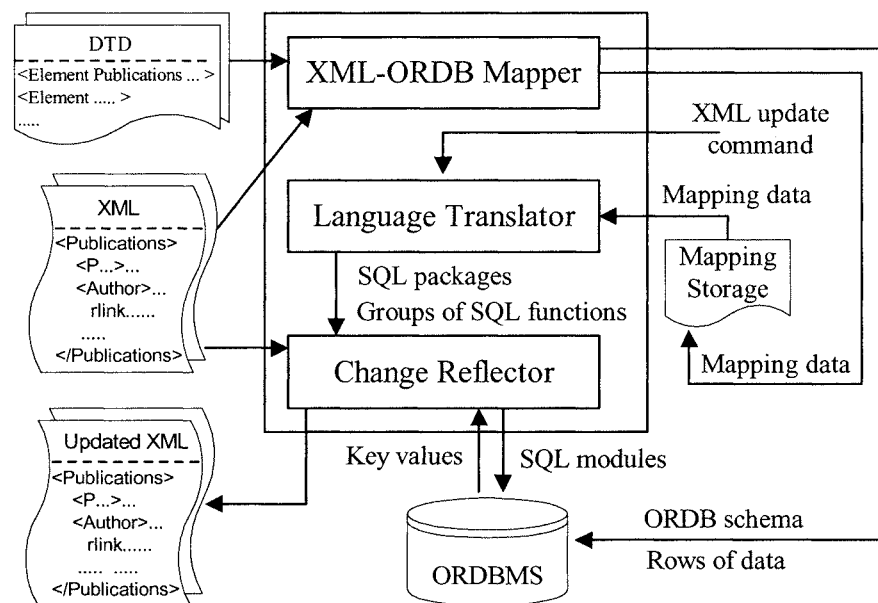 DTD
<Element Publications ... >
<Element ..... >
.....
XML-ORDB Mapper
XML update
command
XML
<Publications>
<P...>...
<Author>...
rlink......
.....
</Publications>
Language Translator
Mapping data
Mapping
Storage
SQL packages
Groups of SQL functions
Mapping data
Change Reflector
Updated XML
<Publications>
<P...>...
<Author>...
rlink......
..... .....
</Publications>
Key values
SQL modules
ORDBMS
ORDB schema
Rows of data